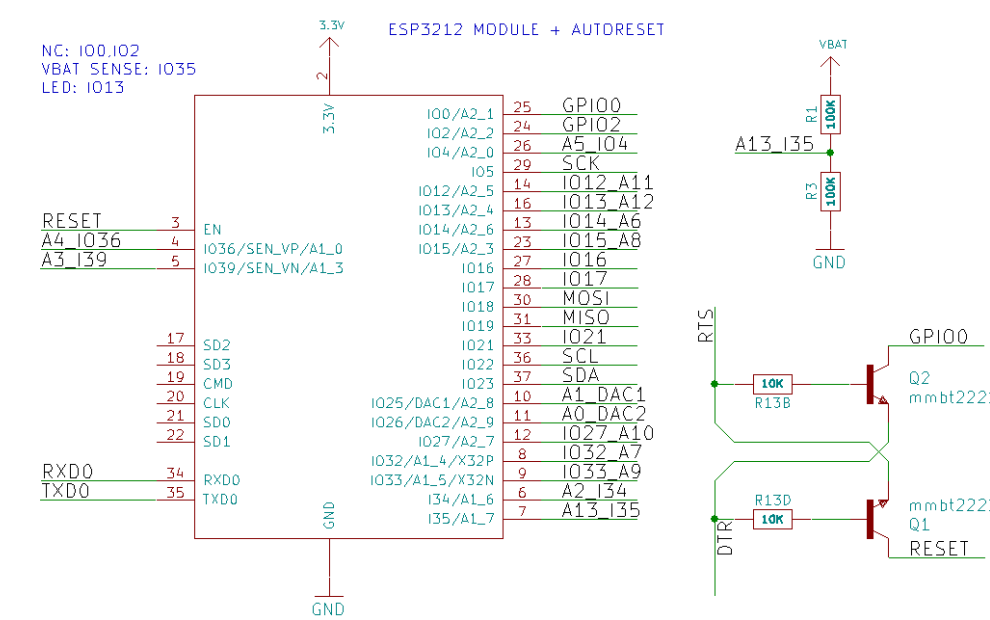 ESP3212 MODULE + AUTORESET
NC: IO0,IO2
VBAT SENSE: IO35
LED: IO13
3.3V
2
3.3V
RESET 3 EN
A4_IO36 4 IO36/SEN_VP/A1_0
A3_I39 5 IO39/SEN_VN/A1_3
17 SD2
18 SD3
19 CMD
20 CLK
21 SD0
22 SD1
RXD0 34 RXD0
TXD0 35 TXD0
GND
GND
IO0/A2_1 25 GPIO0
IO2/A2_2 24 GPIO2
IO4/A2_0 26 A5_IO4
IO5 29 SCK
IO12/A2_5 14 IO12_A11
IO13/A2_4 16 IO13_A12
IO14/A2_6 13 IO14_A6
IO15/A2_3 23 IO15_A8
IO16 27 IO16
IO17 28 IO17
IO18 30 MOSI
IO19 31 MISO
IO21 33 IO21
IO22 36 SCL
IO23 37 SDA
IO25/DAC1/A2_8 10 A1_DAC1
IO26/DAC2/A2_9 11 A0_DAC2
IO27/A2_7 12 IO27_A10
IO32/A1_4/X32P 8 IO32_A7
IO33/A1_5/X32N 9 IO33_A9
I34/A1_6 6 A2_I34
I35/A1_7 7 A13_I35
VBAT
R1 100K
A13_I35
R3 100K
GND
RTS
GPIO0
10K
R13B
Q2
mmbt222
R13D
10K
DTR
mmbt222
Q1
RESET